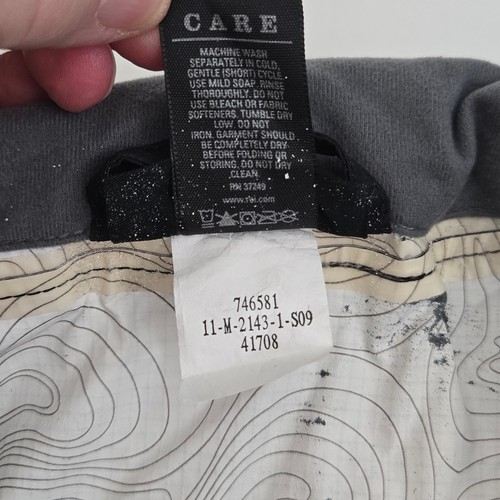 CARE
MACHINE WASH
SEPARATELY IN COLD,
GENTLE (SHORT) CYCLE.
USE MILD SOAP. RINSE
THOROUGHLY. DO NOT
USE BLEACH OR FABRIC
SOFTENERS. TUMBLE DRY
LOW. DO NOT
IRON. GARMENT SHOULD
BE COMPLETELY DRY
BEFORE FOLDING OR
STORING. DO NOT DRY
CLEAN.
RN 37249
www.rei.com
746581
11-M-2143-1-S09
41708